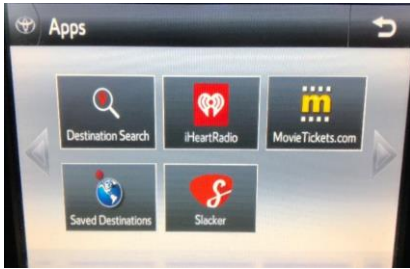 Apps
Destination Search
iHeartRadio
m
MovieTickets.com
Saved Destinations
S
Slacker